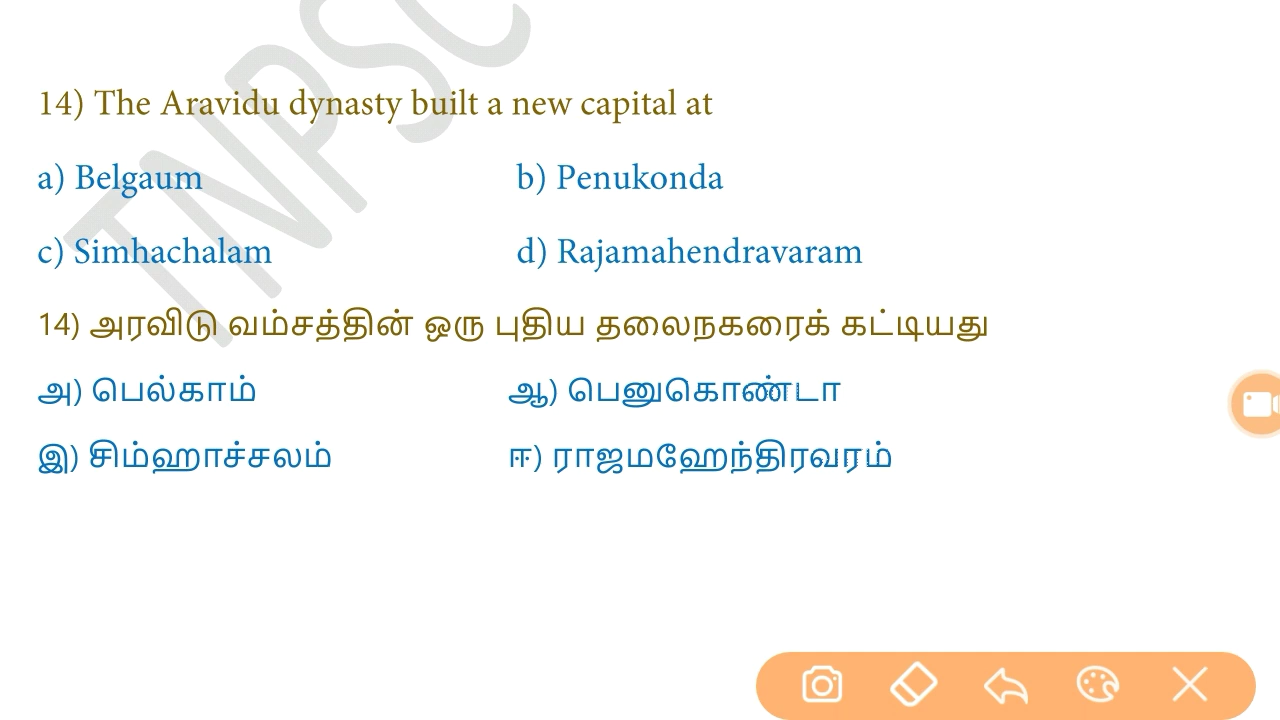 TNPSC
14) The Aravidu dynasty built a new capital at
a) Belgaum b) Penukonda
c) Simhachalam d) Rajamahendravaram
14) அரவிடு வம்சத்தின் ஒரு புதிய தலைநகரைக் கட்டியது
அ) பெல்காம் ஆ) பெனுகொண்டா
இ) சிம்ஹாச்சலம் ஈ) ராஜமஹேந்திரவரம்